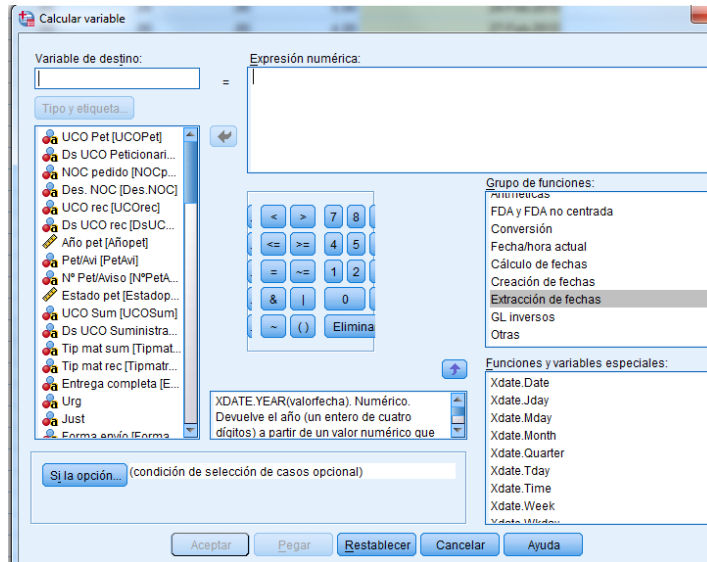 Calcular variable
Variable de destino:
Expresión numérica:
=
Tipo y etiqueta...
UCO Pet [UCOPet]
Ds UCO Peticionari...
NOC pedido [NOCp...
Des. NOC [Des.NOC]
UCO rec [UCOrec]
Ds UCO rec [DsUC...
Año pet [Añopet]
Pet/Avi [PetAvi]
Nº Pet/Aviso [NºPetA...
Estado pet [Estadop...
UCO Sum [UCOSum]
Ds UCO Suministra...
Tip mat sum [Tipmat...
Tip mat rec [Tipmatr...
Entrega completa [E...
Urg
Just
Forma envío [Forma
< > 7 8
<= >= 4 5
= ~= 1 2
& | 0
~ ( ) Elimina
Grupo de funciones:
Aritméticas
FDA y FDA no centrada
Conversión
Fecha/hora actual
Cálculo de fechas
Creación de fechas
Extracción de fechas
GL inversos
Otras
XDATE.YEAR(valorfecha). Numérico.
Devuelve el año (un entero de cuatro
dígitos) a partir de un valor numérico que
Funciones y variables especiales:
Xdate.Date
Xdate.Jday
Xdate.Mday
Xdate.Month
Xdate.Quarter
Xdate.Tday
Xdate.Time
Xdate.Week
Xdate.Wkday
Si la opción...
(condición de selección de casos opcional)
Aceptar
Pegar
Restablecer
Cancelar
Ayuda